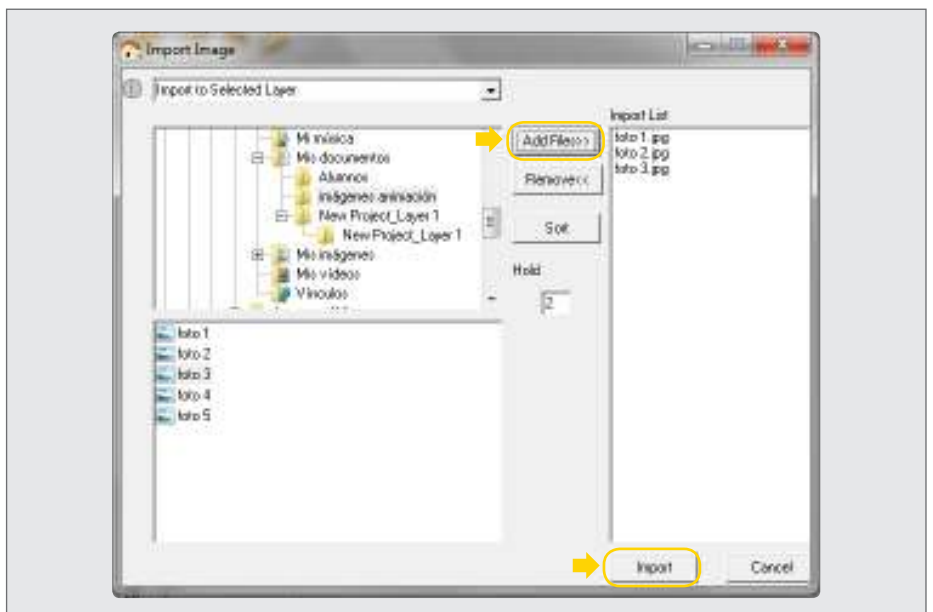 Import Image
Import to Selected Layer
Import List
Mi música
Mis documentos
Alumnos
imágenes animación
New Project_Layer 1
New Project_Layer 1
Mis imágenes
Mis vídeos
Vínculos
Add Files>>
Remove<<
Sort
Hold
2
foto 1.jpg
foto 2.jpg
foto 3.jpg
foto 1
foto 2
foto 3
foto 4
foto 5
Import
Cancel